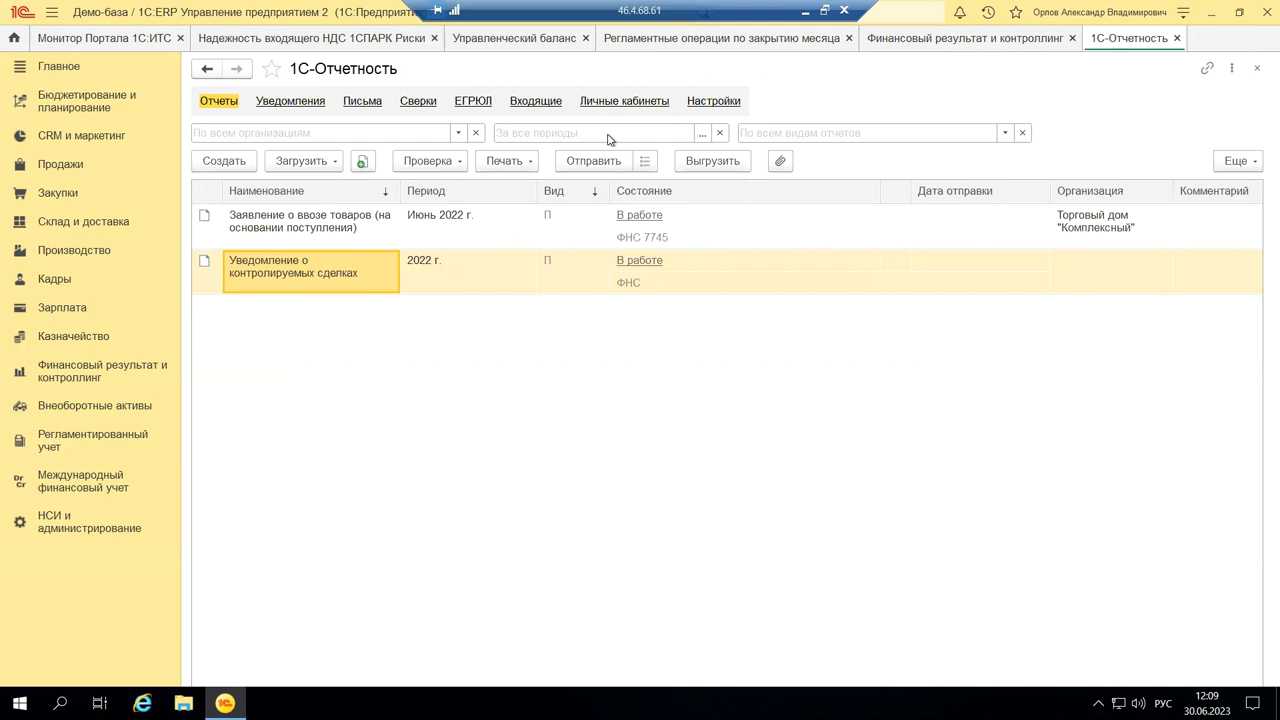 Демо-база / 1С:ERP Управление предприятием 2 (1С:Предприяти
46.4.68.61
Орлов Александр Владимирович
Монитор Портала 1С:ИТС
Надежность входящего НДС 1СПАРК Риски
Управленческий баланс
Регламентные операции по закрытию месяца
Финансовый результат и контроллинг
1С-Отчетность
Главное
Бюджетирование и
планирование
CRM и маркетинг
Продажи
Закупки
Склад и доставка
Производство
Кадры
Зарплата
Казначейство
Финансовый результат и
контроллинг
Внеоборотные активы
Регламентированный
учет
Международный
финансовый учет
НСИ и
администрирование
1С-Отчетность
Отчеты
Уведомления
Письма
Сверки
ЕГРЮЛ
Входящие
Личные кабинеты
Настройки
По всем организациям
За все периоды
...
По всем видам отчетов
Создать
Загрузить
Проверка
Печать
Отправить
Выгрузить
Еще
Наименование
Период
Вид
Состояние
Дата отправки
Организация
Комментарий
Заявление о ввозе товаров (на
основании поступления)
Июнь 2022 г.
П
В работе
ФНС 7745
Торговый дом
"Комплексный"
Уведомление о
контролируемых сделках
2022 г.
П
В работе
ФНС
Dr
Cr
РУС
12:09
30.06.2023